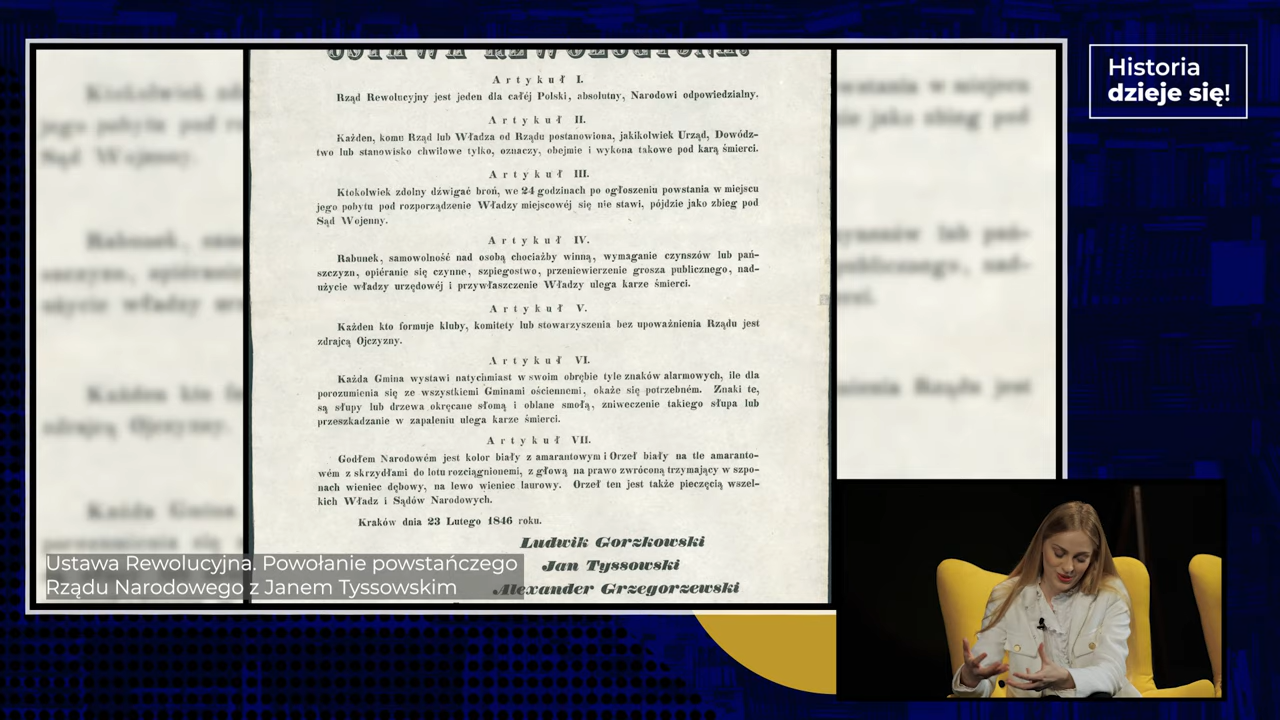 USTAWA REWOLUCYJNA.
Artykuł I.
Rząd Rewolucyjny jest jeden dla całéj Polski, absolutny, Narodowi odpowiedzialny.
Artykuł II.
Każden, komu Rząd lub Władza od Rządu postanowiona, jakikolwiek Urząd, Dowódz-
two lub stanowisko chwilowe tylko, oznaczy, obejmie i wykona takowe pod karą śmierci.
Artykuł III.
Ktokolwiek zdolny dźwigać broń, we 24 godzinach po ogłoszeniu powstania w miejscu
jego pobytu pod rozporządzenie Władzy miejscowéj się nie stawi, pójdzie jako zbieg pod
Sąd Wojenny.
Artykuł IV.
Rabunek, samowolność nad osobą chociażby winną, wymaganie czynszów lub pań-
szczyzn, opiéranie się czynne, szpiegostwo, przeniewierzenie grosza publicznego, nad-
użycie władzy urzędowéj i przywłaszczenie Władzy ulega karze śmierci.
Artykuł V.
Każden kto formuje kluby, komitety lub stowarzyszenia bez upoważnienia Rządu jest
zdrajcą Ojczyzny.
Artykuł VI.
Każda Gmina wystawi natychmiast w swoim obrębie tyle znaków alarmowych, ile dla
porozumienia się ze wszystkiemi Gminami ościennemi, okaże się potrzebném. Znaki te,
są słupy lub drzewa okręcane słomą i oblane smołą, zniweczenie takiego słupa lub
przeszkadzanie w zapaleniu ulega karze śmierci.
Artykuł VII.
Godłem Narodowém jest kolor biały z amarantowym i Orzeł biały na tle amaranto-
wém z skrzydłami do lotu rozciągnionemi, z głową na prawo zwróconą trzymający w szpo-
nach wieniec dębowy, na lewo wieniec laurowy. Orzeł ten jest także pieczęcią wszel-
kich Władz i Sądów Narodowych.
Kraków dnia 23 Lutego 1846 roku.
Ludwik Gorzkowski
Jan Tyssowski
Alexander Grzegorzewski
Ustawa Rewolucyjna. Powołanie powstańczego
Rządu Narodowego z Janem Tyssowskim
Historia
dzieje się!